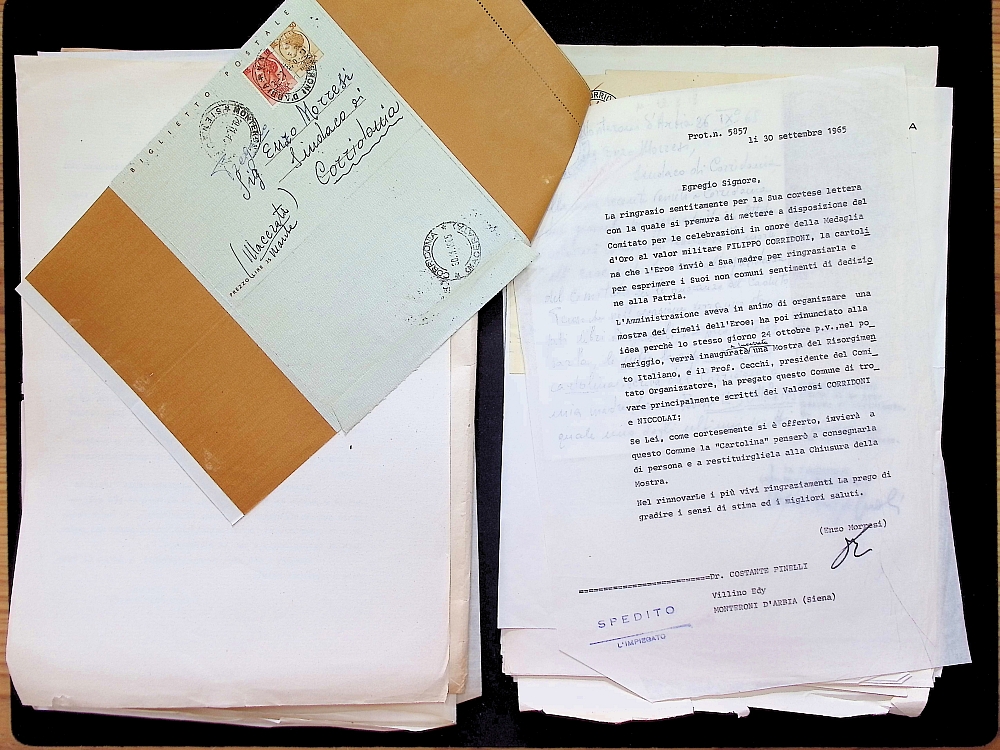 BIGLIETTO POSTALE
Egregio
Sig. Enzo Morresi
Sindaco di
Corridonia
(Macerata)
Marche
PREZZO LIRE
CORRIDONIA
MACERATA
A
Prot.n. 5857
li 30 settembre 1965
Egregio Signore,
La ringrazio sentitamente per la Sua cortese lettera
con la quale si premura di mettere a disposizione del
Comitato per le celebrazioni in onore della Medaglia
d'Oro al valor militare FILIPPO CORRIDONI, la cartoli
na che l'Eroe inviò a Sua madre per ringraziarla e
per esprimere i Suoi non comuni sentimenti di dedizio
ne alla Patria.
L'Amministrazione aveva in animo di organizzare una
mostra dei cimeli dell'Eroe; ha poi rinunciato alla
idea perchè lo stesso giorno 24 ottobre p.v.,nel po_
meriggio, verrà inaugurata una Mostra del Risorgimen
to Italiano, e il Prof. Cecchi, presidente del Comi_
tato Organizzatore, ha pregato questo Comune di tro_
vare principalmente scritti dei Valorosi CORRIDONI
e NICCOLAI;
Se Lei, come cortesemente si è offerto, invierà a
questo Comune la "Cartolina" penserò a consegnarla
di persona e a restituirgliela alla Chiusura della
Mostra.
Nel rinnovarLe i più vivi ringraziamenti La prego di
gradire i sensi di stima ed i migliori saluti.
(Enzo Morresi)
==========================Dr. COSTANTE PINELLI
Villino Edy
MONTERONI D'ARBIA (Siena)
SPEDITO
L'IMPIEGATO